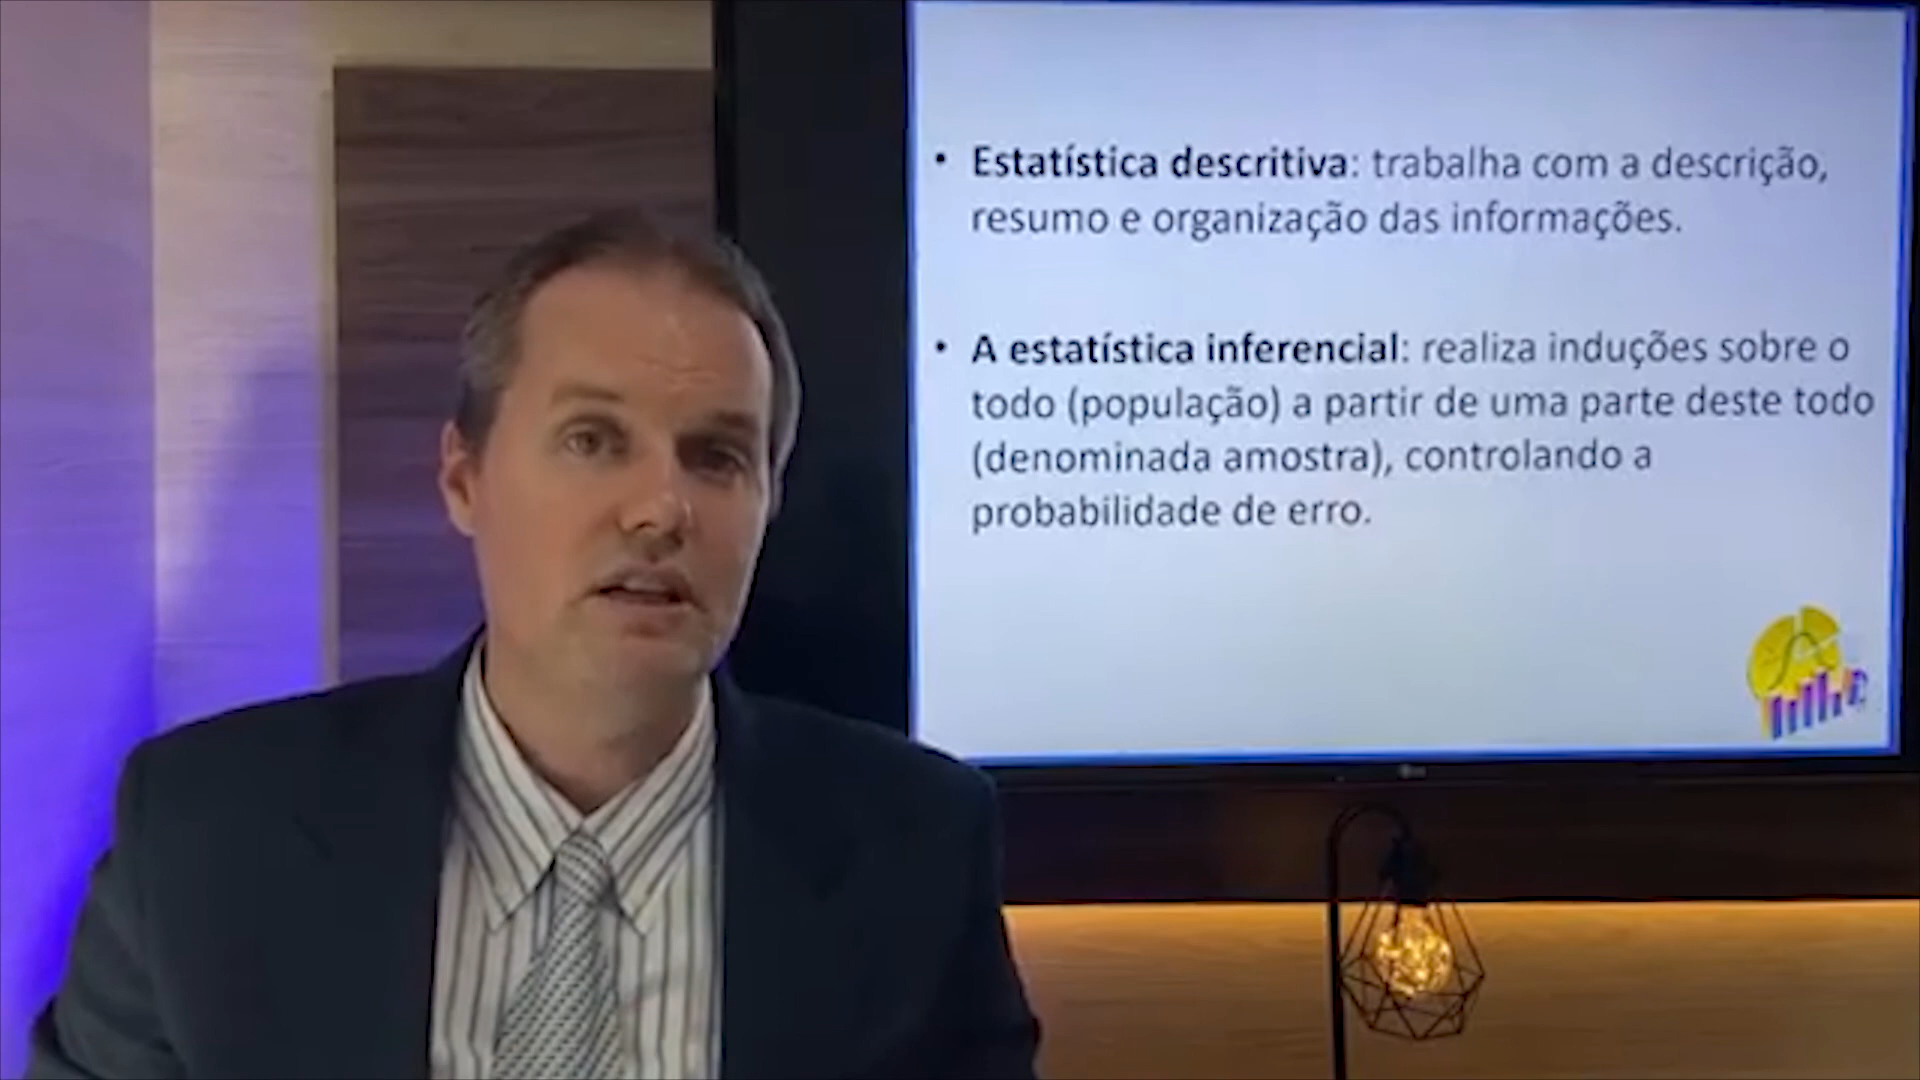 • Estatística descritiva: trabalha com a descrição,
resumo e organização das informações.
• A estatística inferencial: realiza induções sobre o
todo (população) a partir de uma parte deste todo
(denominada amostra), controlando a
probabilidade de erro.